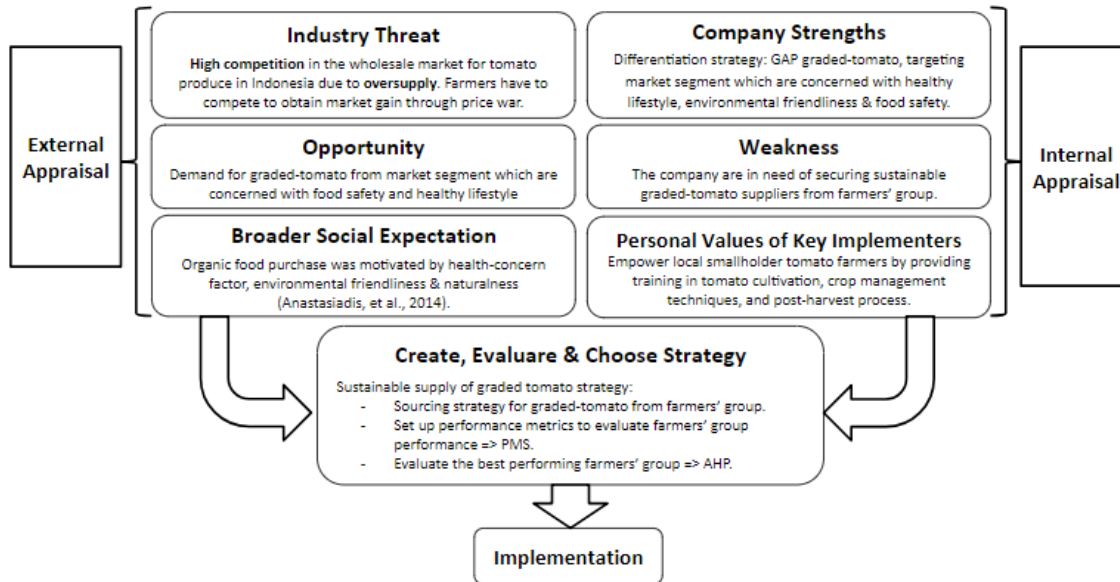 External
Appraisal
Industry Threat
High competition in the wholesale market for tomato
produce in Indonesia due to oversupply. Farmers have to
compete to obtain market gain through price war.
Opportunity
Demand for graded-tomato from market segment which are
concerned with food safety and healthy lifestyle
Broader Social Expectation
Organic food purchase was motivated by health-concern
factor, environmental friendliness & naturalness
(Anastasiadis, et al., 2014).
Company Strengths
Differentiation strategy: GAP graded-tomato, targeting
market segment which are concerned with healthy
lifestyle, environmental friendliness & food safety.
Weakness
The company are in need of securing sustainable
graded-tomato suppliers from farmers' group.
Personal Values of Key Implementers
Empower local smallholder tomato farmers by providing
training in tomato cultivation, crop management
techniques, and post-harvest process.
Internal
Appraisal
Create, Evaluare & Choose Strategy
Sustainable supply of graded tomato strategy:
- Sourcing strategy for graded-tomato from farmers' group.
- Set up performance metrics to evaluate farmers' group
performance => PMS.
- Evaluate the best performing farmers' group => AHP.
Implementation